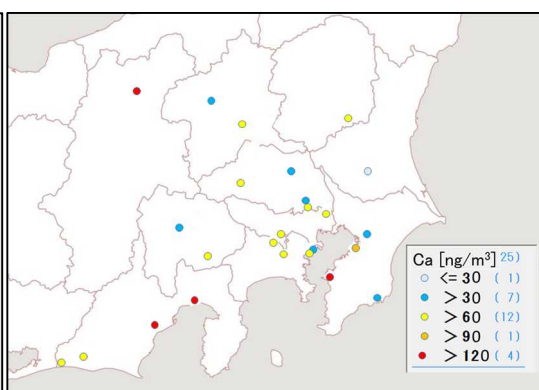 Ca [ng/m³] 25)
<= 30 ( 1)
> 30 ( 7)
> 60 (12)
> 90 ( 1)
> 120 ( 4)